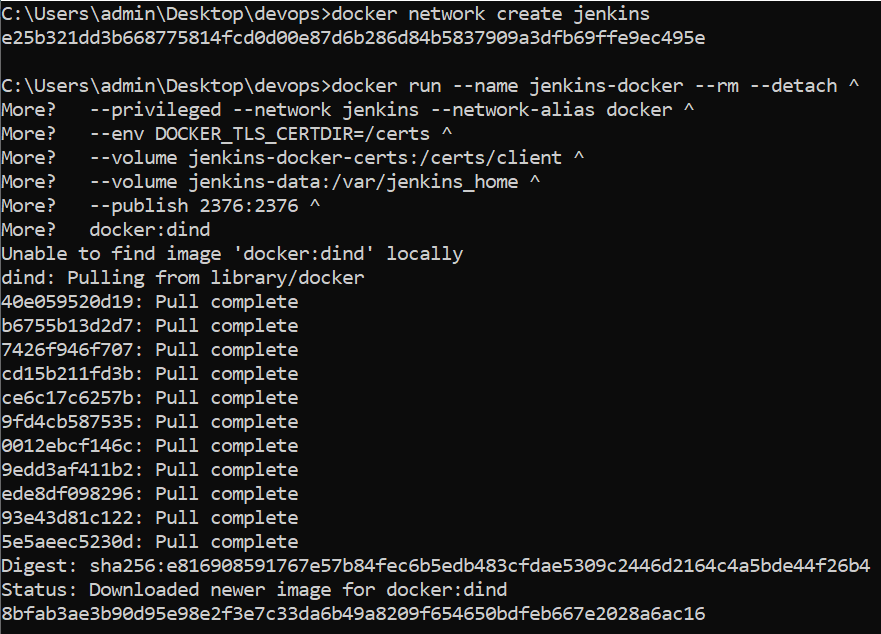 C:\Users\admin\Desktop\devops>docker network create jenkins
e25b321dd3b668775814fcd0d00e87d6b286d84b5837909a3dfb69ffe9ec495e
C:\Users\admin\Desktop\devops>docker run --name jenkins-docker --rm --detach ^
More?   --privileged --network jenkins --network-alias docker ^
More?   --env DOCKER_TLS_CERTDIR=/certs ^
More?   --volume jenkins-docker-certs:/certs/client ^
More?   --volume jenkins-data:/var/jenkins_home ^
More?   --publish 2376:2376 ^
More?   docker:dind
Unable to find image 'docker:dind' locally
dind: Pulling from library/docker
40e059520d19: Pull complete
b6755b13d2d7: Pull complete
7426f946f707: Pull complete
cd15b211fd3b: Pull complete
ce6c17c6257b: Pull complete
9fd4cb587535: Pull complete
0012ebcf146c: Pull complete
9edd3af411b2: Pull complete
ede8df098296: Pull complete
93e43d81c122: Pull complete
5e5aeec5230d: Pull complete
Digest: sha256:e816908591767e57b84fec6b5edb483cfdae5309c2446d2164c4a5bde44f26b4
Status: Downloaded newer image for docker:dind
8bfab3ae3b90d95e98e2f3e7c33da6b49a8209f654650bdfeb667e2028a6ac16